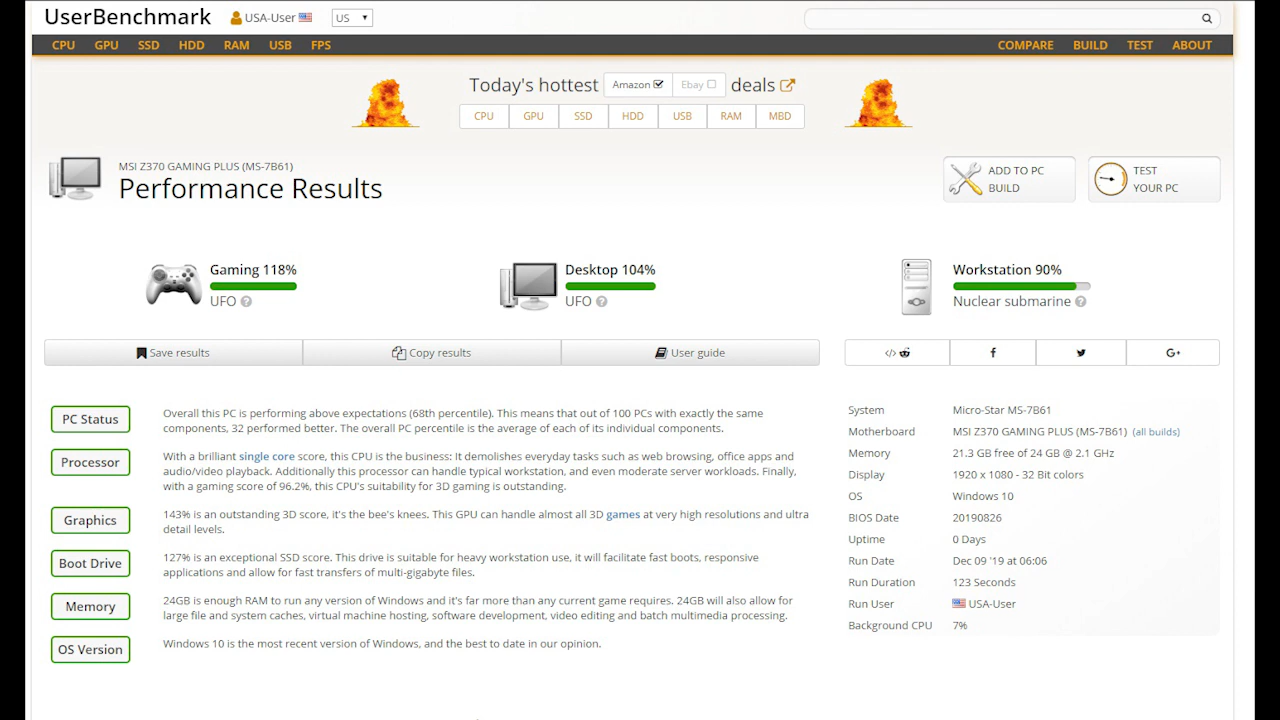 UserBenchmark USA-User US
CPU GPU SSD HDD RAM USB FPS COMPARE BUILD TEST ABOUT
Today's hottest Amazon Ebay deals
CPU GPU SSD HDD USB RAM MBD
MSI Z370 GAMING PLUS (MS-7B61)
Performance Results
ADD TO PC
BUILD
TEST
YOUR PC
Gaming 118%
UFO ?
Desktop 104%
UFO ?
Workstation 90%
Nuclear submarine ?
Save results Copy results User guide
</> f G+
PC Status
Overall this PC is performing above expectations (68th percentile). This means that out of 100 PCs with exactly the same
components, 32 performed better. The overall PC percentile is the average of each of its individual components.
Processor
With a brilliant single core score, this CPU is the business: It demolishes everyday tasks such as web browsing, office apps and
audio/video playback. Additionally this processor can handle typical workstation, and even moderate server workloads. Finally,
with a gaming score of 96.2%, this CPU's suitability for 3D gaming is outstanding.
Graphics
143% is an outstanding 3D score, it's the bee's knees. This GPU can handle almost all 3D games at very high resolutions and ultra
detail levels.
Boot Drive
127% is an exceptional SSD score. This drive is suitable for heavy workstation use, it will facilitate fast boots, responsive
applications and allow for fast transfers of multi-gigabyte files.
Memory
24GB is enough RAM to run any version of Windows and it's far more than any current game requires. 24GB will also allow for
large file and system caches, virtual machine hosting, software development, video editing and batch multimedia processing.
OS Version
Windows 10 is the most recent version of Windows, and the best to date in our opinion.
System Micro-Star MS-7B61
Motherboard MSI Z370 GAMING PLUS (MS-7B61) (all builds)
Memory 21.3 GB free of 24 GB @ 2.1 GHz
Display 1920 x 1080 - 32 Bit colors
OS Windows 10
BIOS Date 20190826
Uptime 0 Days
Run Date Dec 09 '19 at 06:06
Run Duration 123 Seconds
Run User USA-User
Background CPU 7%